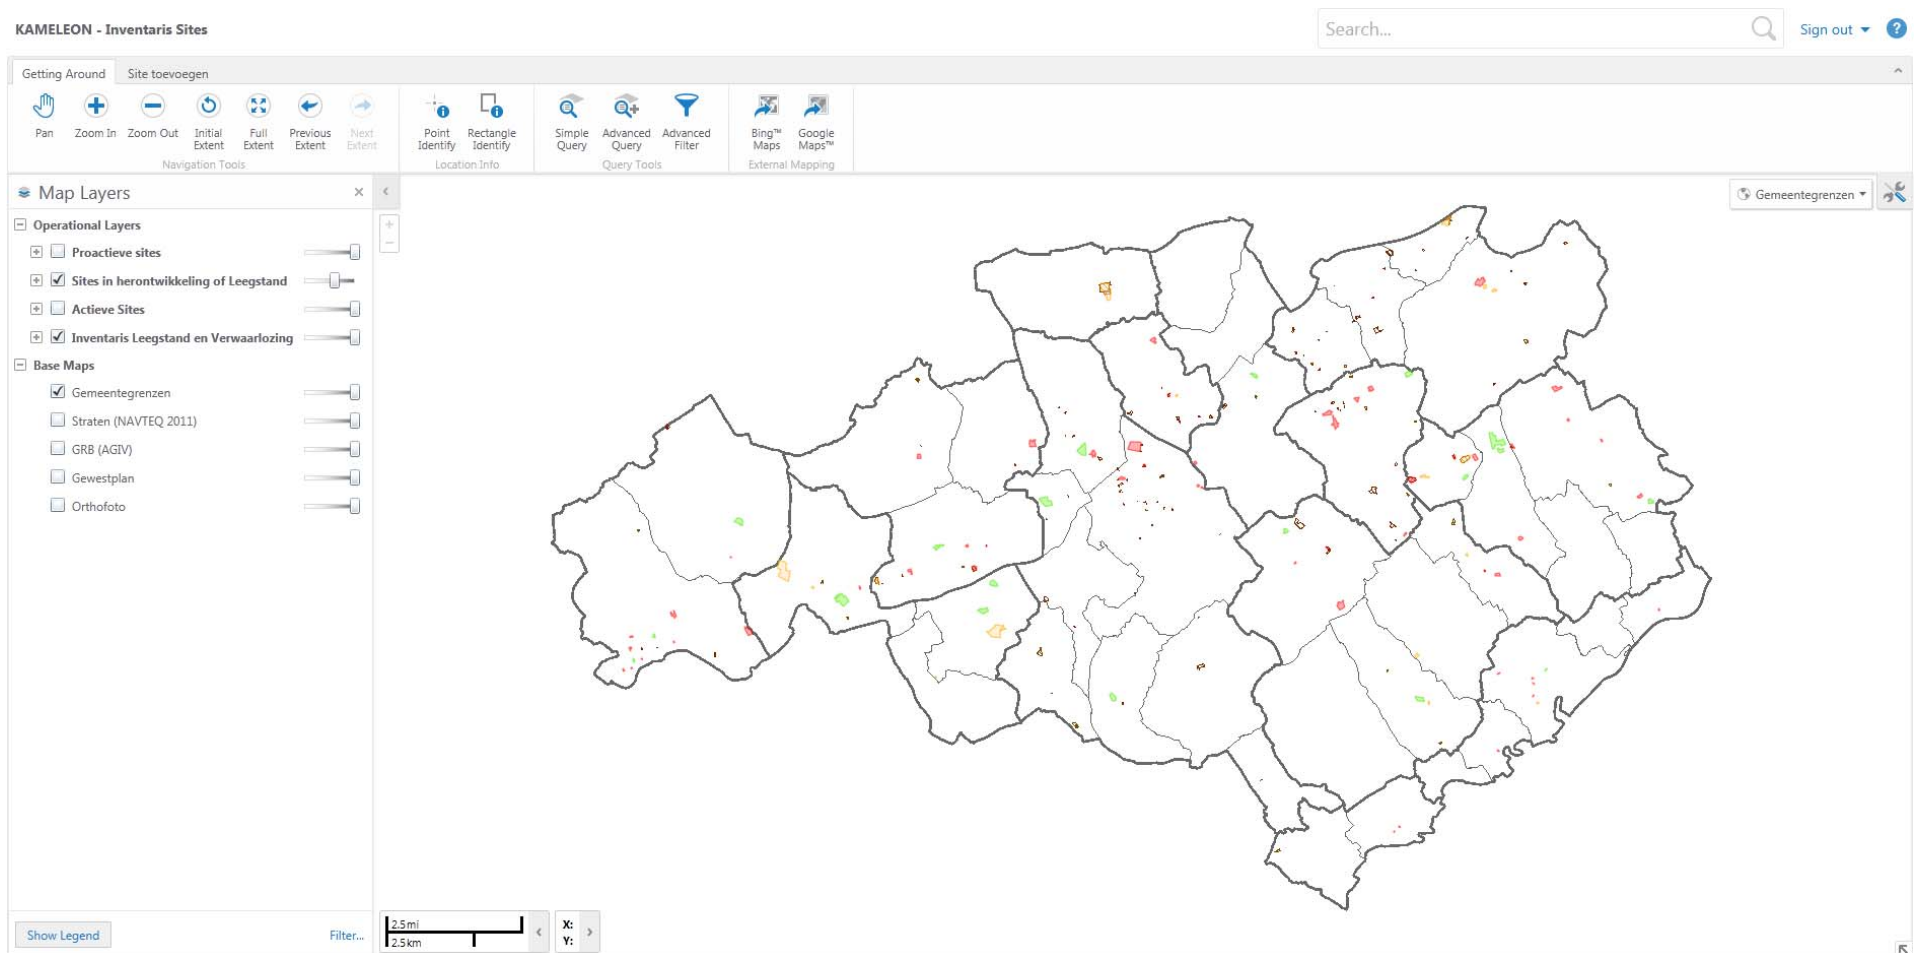 KAMELEON - Inventaris Sites
Search...
Sign out
?
Getting Around
Site toevoegen
Pan
Zoom In
Zoom Out
Initial Extent
Full Extent
Previous Extent
Next Extent
Point Identify
Rectangle Identify
Simple Query
Advanced Query
Advanced Filter
Bing™ Maps
Google Maps™
Navigation Tools
Location Info
Query Tools
External Mapping
Map Layers
Gemeentegrenzen
Operational Layers
Proactieve sites
Sites in herontwikkeling of Leegstand
Actieve Sites
Inventaris Leegstand en Verwaarlozing
Base Maps
Gemeentegrenzen
Straten (NAVTEQ 2011)
GRB (AGIV)
Gewestplan
Orthofoto
Show Legend
Filter...
2.5mi
2.5km
X:
Y: